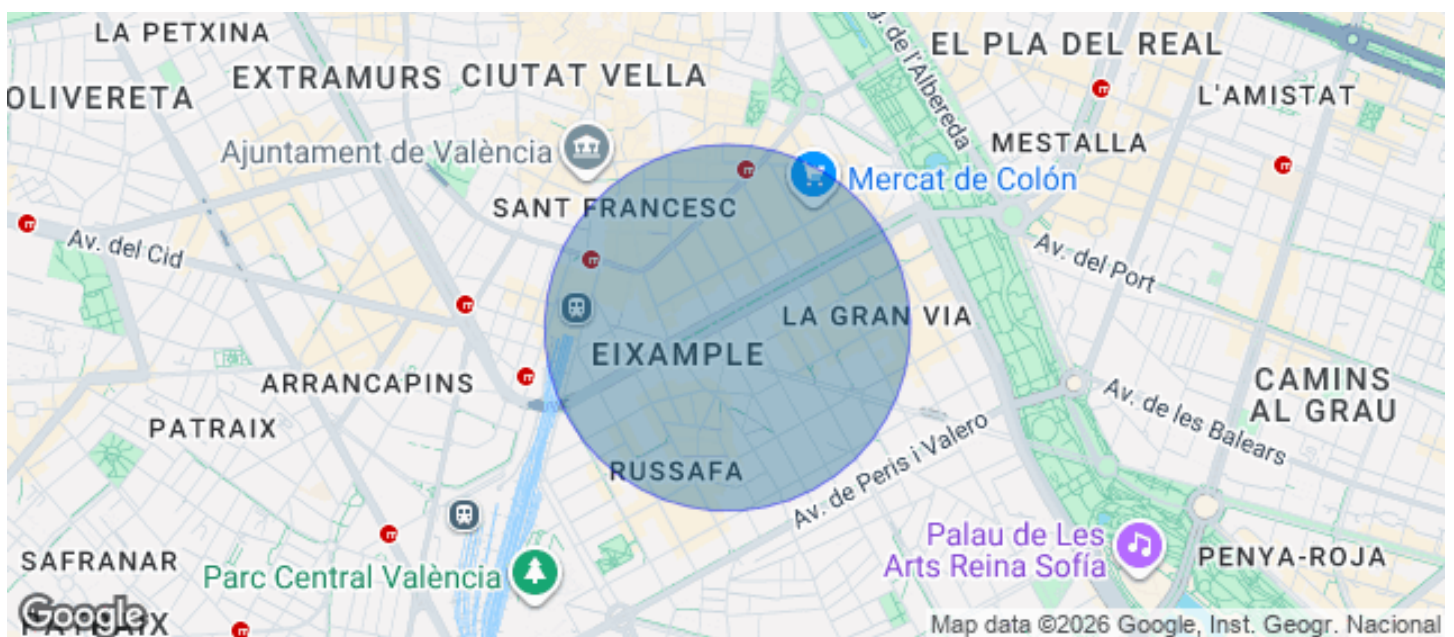 LA PETXINA
EL PLA DEL REAL
EXTRAMURS
CIUTAT VELLA
OLIVERETA
L'AMISTAT
g. de l'Albereda
MESTALLA
Ajuntament de València
Mercat de Colón
SANT FRANCESC
Av. del Cid
Av. del Port
LA GRAN VIA
EIXAMPLE
ARRANCAPINS
CAMINS
AL GRAU
PATRAIX
Av. de les Balears
RUSSAFA
Av. de Peris i Valero
Palau de Les
Arts Reina Sofía
PENYA-ROJA
SAFRANAR
Parc Central València
Google
PATRAIX
Map data ©2026 Google, Inst. Geogr. Nacional